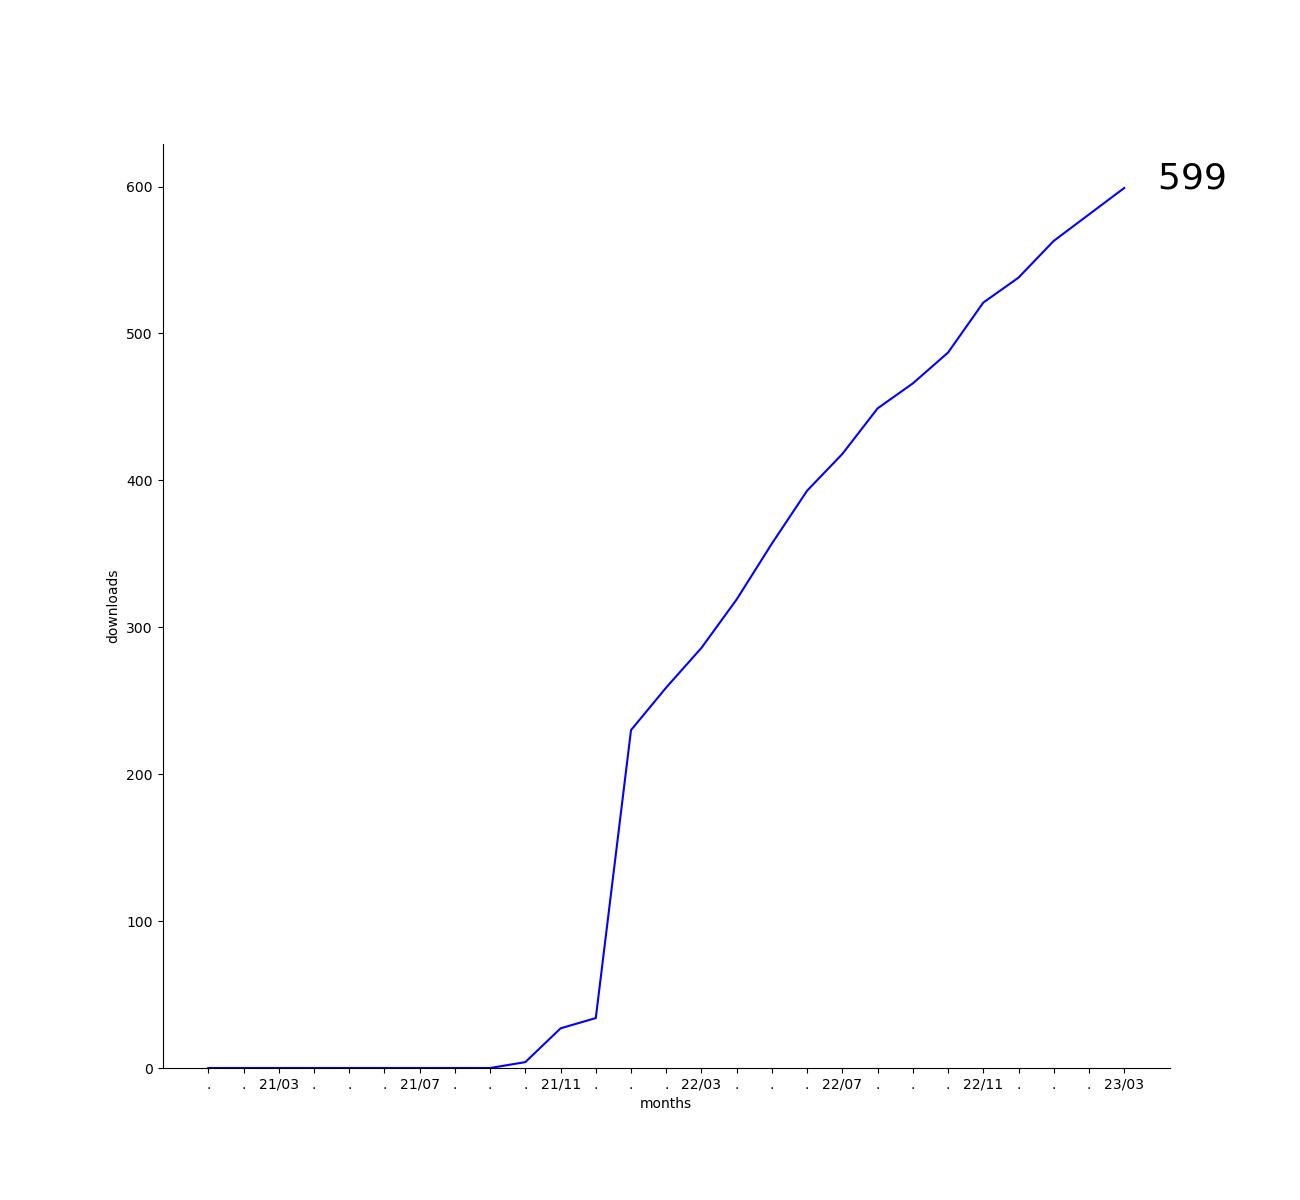 599
600
500
400
300
200
100
0
downloads
. . 21/03 . . . 21/07 . . . 21/11 . . . 22/03 . . . 22/07 . . . 22/11 . . . 23/03
months